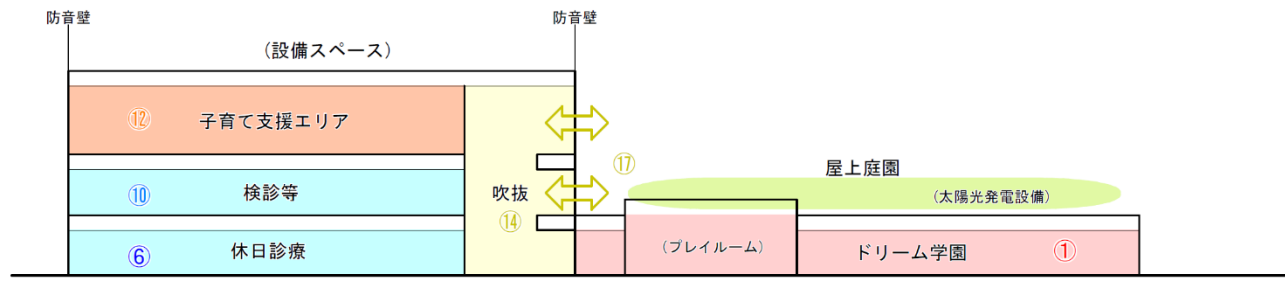 防音壁
防音壁
(設備スペース)
⑫ 子育て支援エリア
⑰
屋上庭園
⑩ 検診等
吹抜
(太陽光発電設備)
⑭
⑥ 休日診療
(プレイルーム)
ドリーム学園 ①